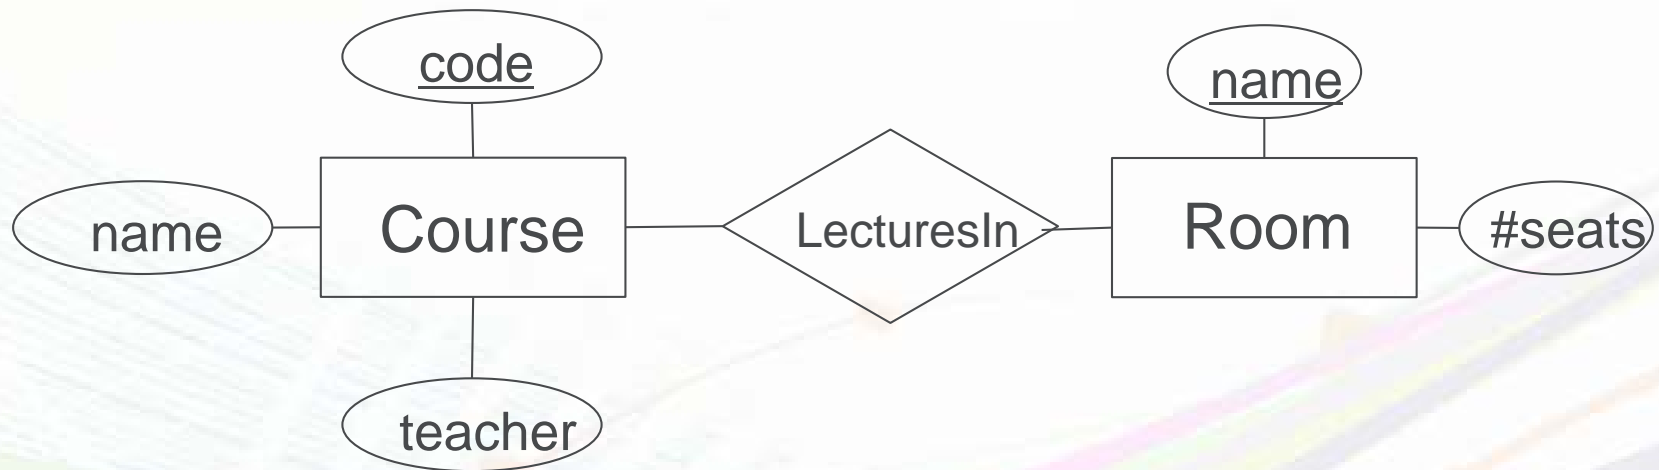 code
name
name
Course
LecturesIn
Room
#seats
teacher